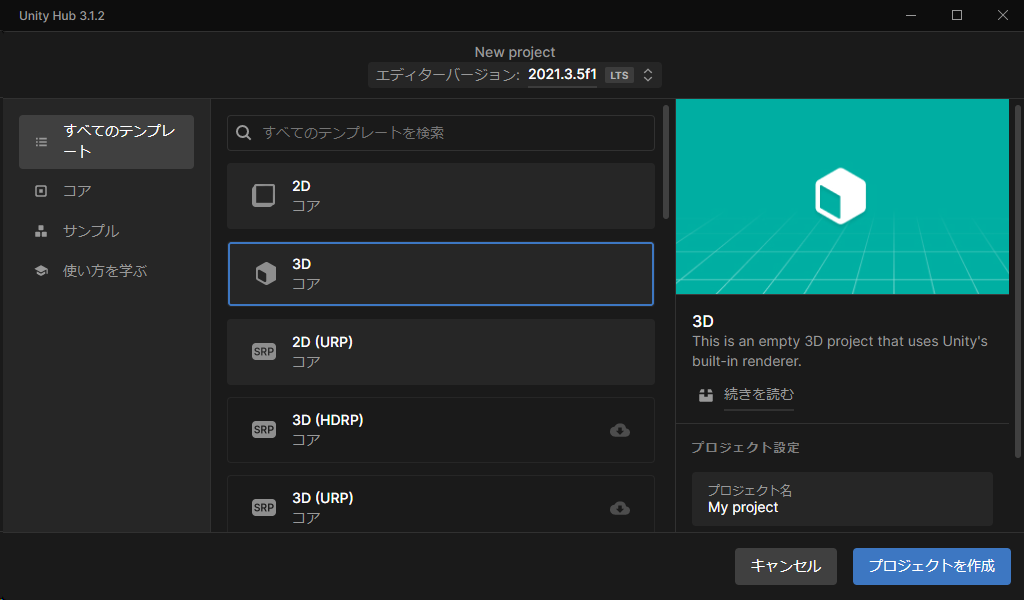 Unity Hub 3.1.2
New project
エディターバージョン: 2021.3.5f1 LTS
すべてのテンプレ
ート
コア
サンプル
使い方を学ぶ
すべてのテンプレートを検索
2D
コア
3D
コア
SRP
2D (URP)
コア
SRP
3D (HDRP)
コア
SRP
3D (URP)
コア
3D
This is an empty 3D project that uses Unity's
built-in renderer.
続きを読む
プロジェクト設定
プロジェクト名
My project
キャンセル
プロジェクトを作成